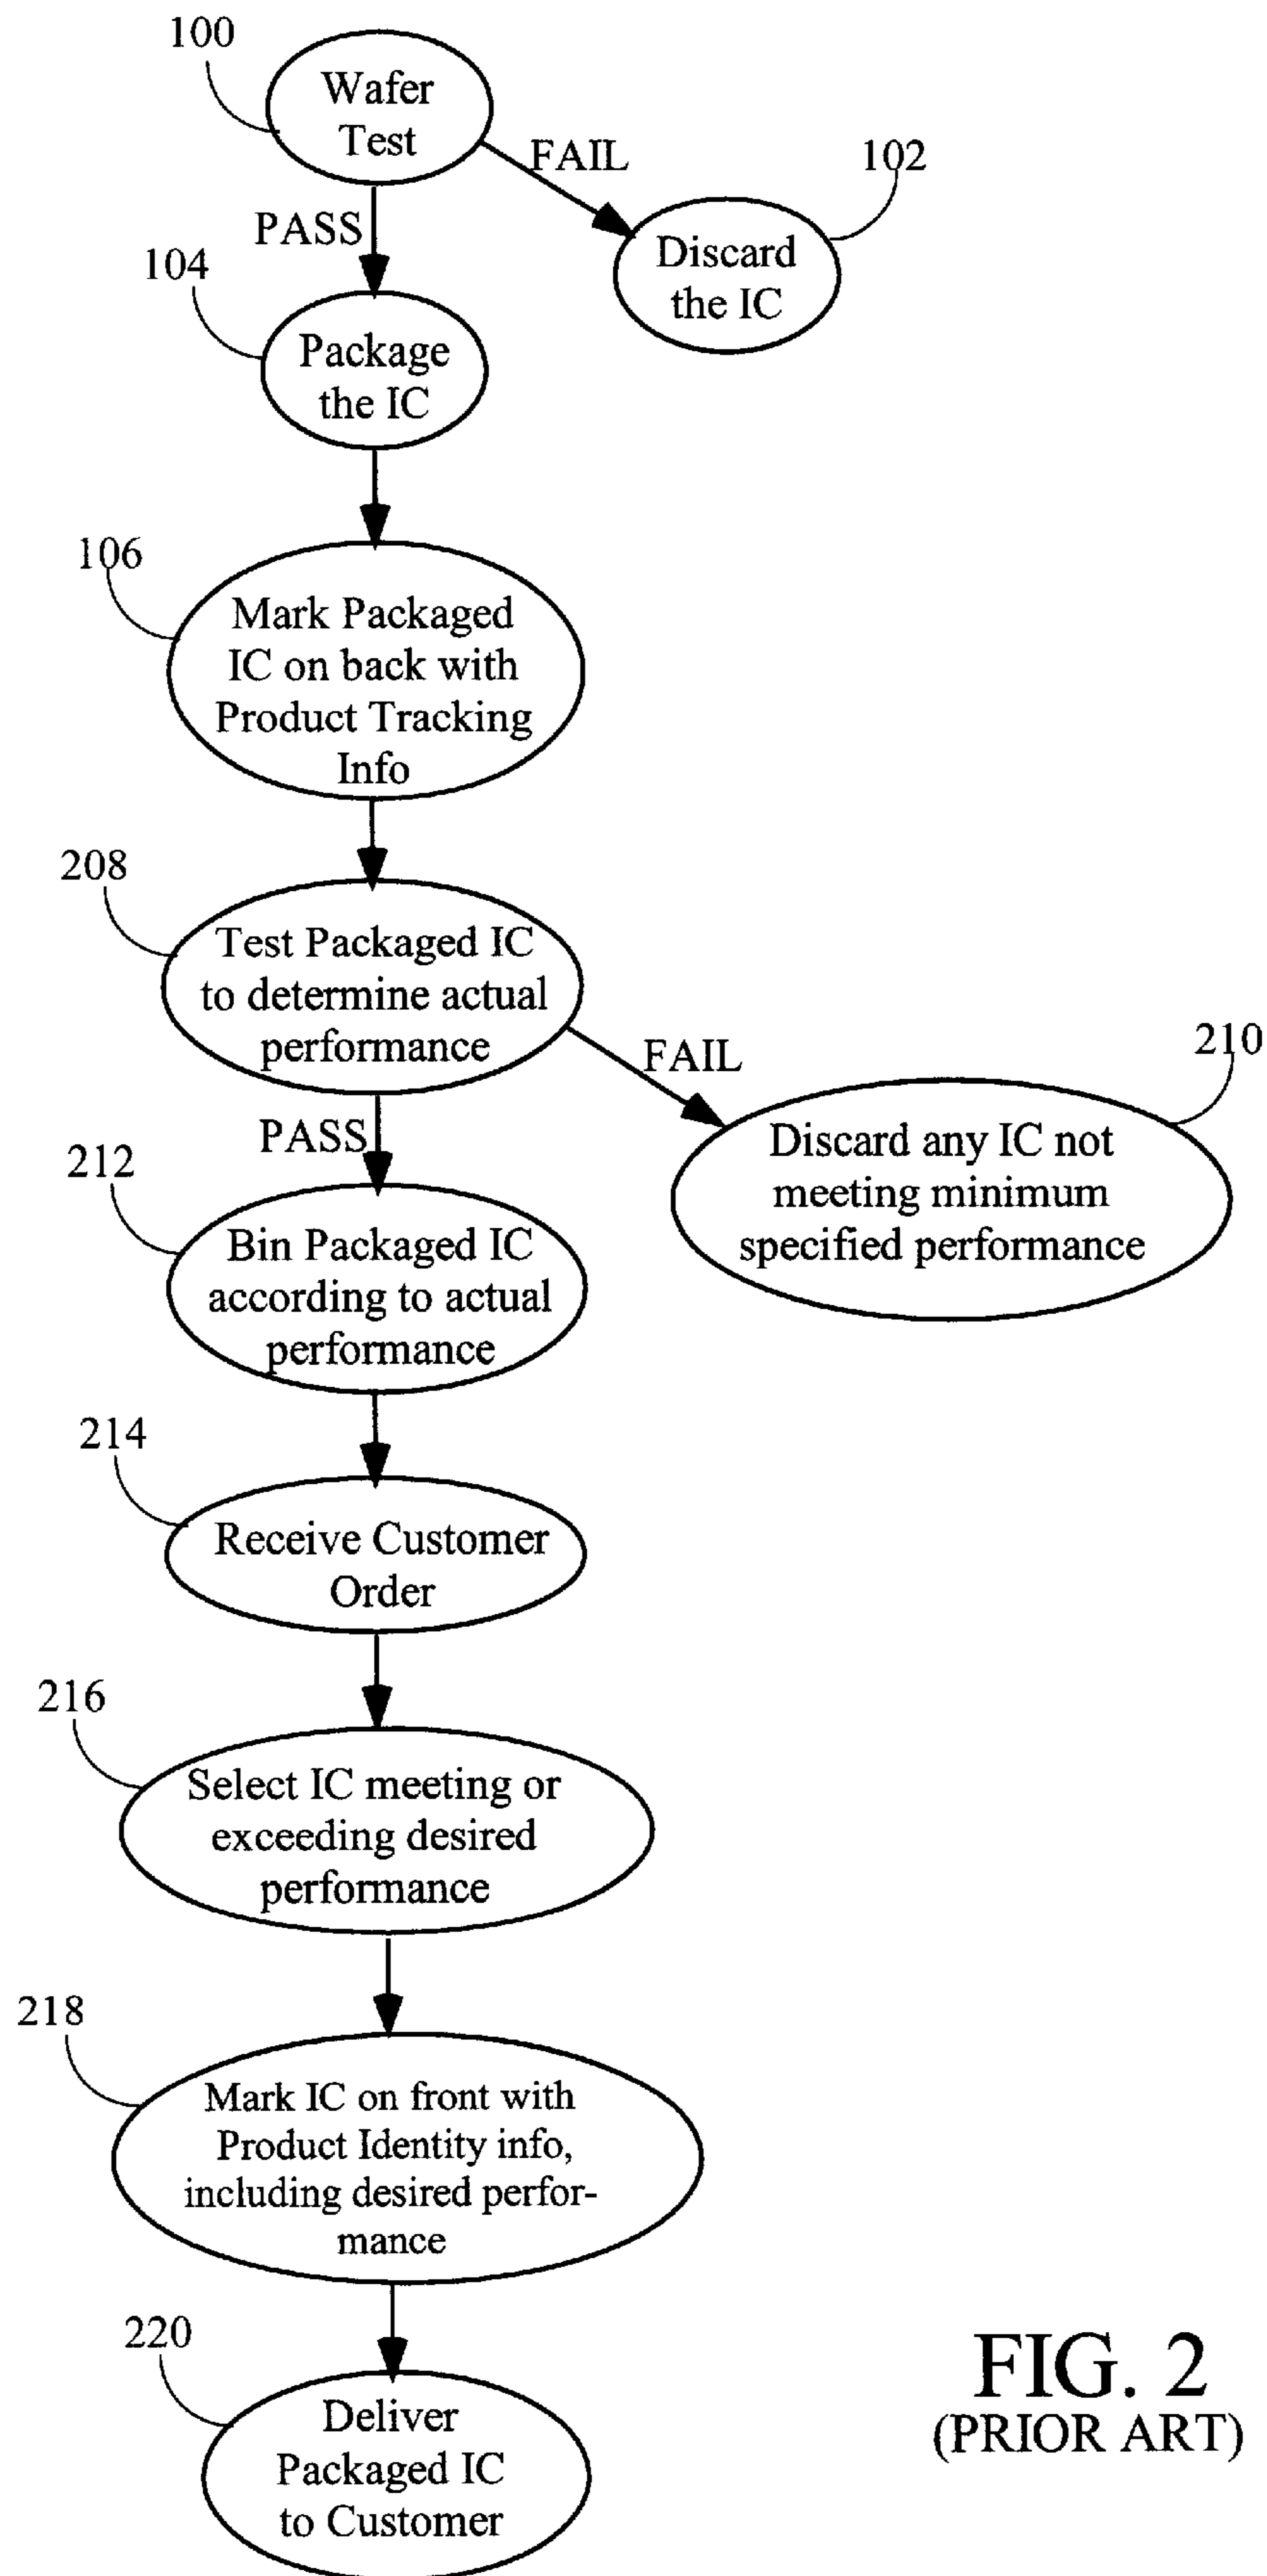 100
Wafer
Test
FAIL
102
PASS
Discard
the IC
104
Package
the IC
106
Mark Packaged
IC on back with
Product Tracking
Info
208
Test Packaged IC
to determine actual
performance
FAIL
210
PASS
Discard any IC not
meeting minimum
specified performance
212
Bin Packaged IC
according to actual
performance
214
Receive Customer
Order
216
Select IC meeting or
exceeding desired
performance
218
Mark IC on front with
Product Identity info,
including desired perfor-
mance
220
Deliver
Packaged IC
to Customer
FIG. 2
(PRIOR ART)